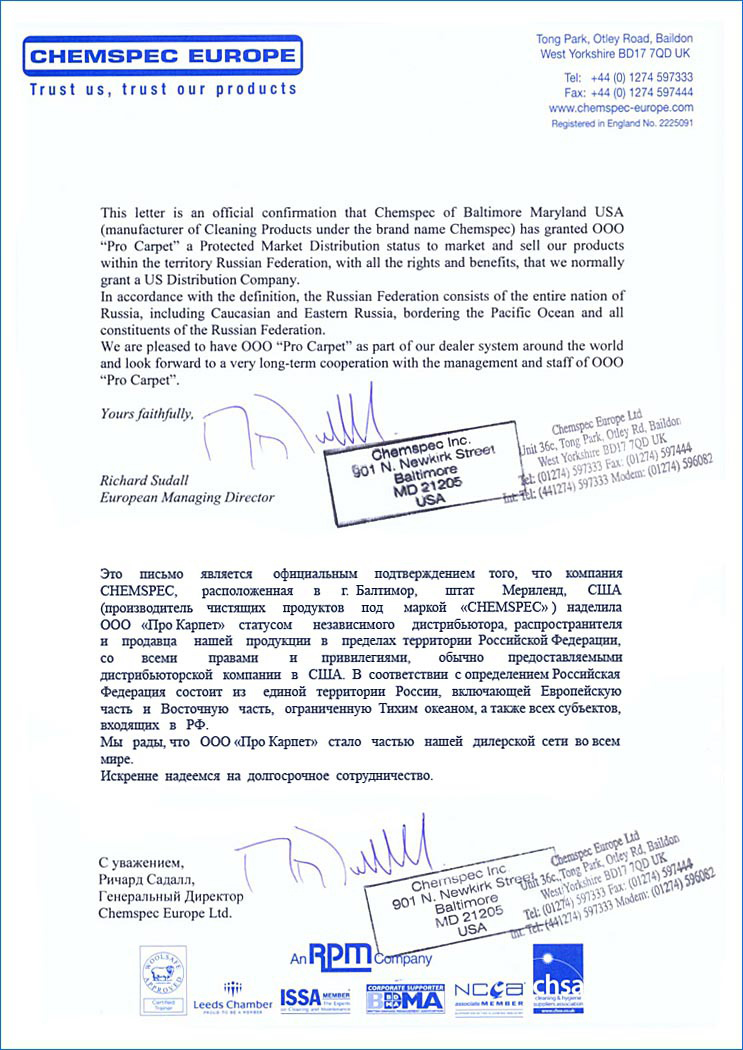 CHEMSPEC EUROPE
Trust us, trust our products
Tong Park, Otley Road, Baildon
West Yorkshire BD17 7QD UK
Tel: +44 (0) 1274 597333
Fax: +44 (0) 1274 597444
www.chemspec-europe.com
Registered in England No. 2225091
This letter is an official confirmation that Chemspec of Baltimore Maryland USA
(manufacturer of Cleaning Products under the brand name Chemspec) has granted OOO
“Pro Carpet” a Protected Market Distribution status to market and sell our products
within the territory Russian Federation, with all the rights and benefits, that we normally
grant a US Distribution Company.
In accordance with the definition, the Russian Federation consists of the entire nation of
Russia, including Caucasian and Eastern Russia, bordering the Pacific Ocean and all
constituents of the Russian Federation.
We are pleased to have OOO “Pro Carpet” as part of our dealer system around the world
and look forward to a very long-term cooperation with the management and staff of OOO
“Pro Carpet”.
Yours faithfully,
Richard Sudall
European Managing Director
Chemspec Inc.
901 N. Newkirk Street
Baltimore
MD 21205
USA
Chemspec Europe Ltd
Unit 36c, Tong Park, Otley Rd, Baildon
West Yorkshire BD17 7QD UK
Tel: (01274) 597333 Fax: (01274) 597444
Int. Tel: (441274) 597333 Modem: (01274) 596082
Это письмо является официальным подтверждением того, что компания
CHEMSPEC, расположенная в г. Балтимор, штат Мериленд, США
(производитель чистящих продуктов под маркой «CHEMSPEC» ) наделила
ООО «Про Карпет» статусом независимого дистрибьютора, распространителя
и продавца нашей продукции в пределах территории Российской Федерации,
со всеми правами и привилегиями, обычно предоставляемыми
дистрибьюторской компании в США. В соответствии с определением Российская
Федерация состоит из единой территории России, включающей Европейскую
часть и Восточную часть, ограниченную Тихим океаном, а также всех субъектов,
входящих в РФ.
Мы рады, что ООО «Про Карпет» стало частью нашей дилерской сети во всем
мире.
Искренне надеемся на долгосрочное сотрудничество.
С уважением,
Ричард Садалл,
Генеральный Директор
Chemspec Europe Ltd.
Chemspec Inc
901 N. Newkirk Street
Baltimore
MD 21205
USA
Chemspec Europe Ltd
Unit 36c, Tong Park, Otley Rd, Baildon
West Yorkshire BD17 7QD UK
Tel: (01274) 597333 Fax: (01274) 597444
Int. Tel: (441274) 597333 Modem: (01274) 596082
An RPM Company
WOOLSAFE APPROVED
Certified
Trainer
Leeds Chamber
PROUD TO BE A MEMBER
ISSA MEMBER
The Experts
on Cleaning and Maintenance
CORPORATE SUPPORTER
MA
NCCA
associate MEMBER
chsa
cleaning & hygiene
suppliers association